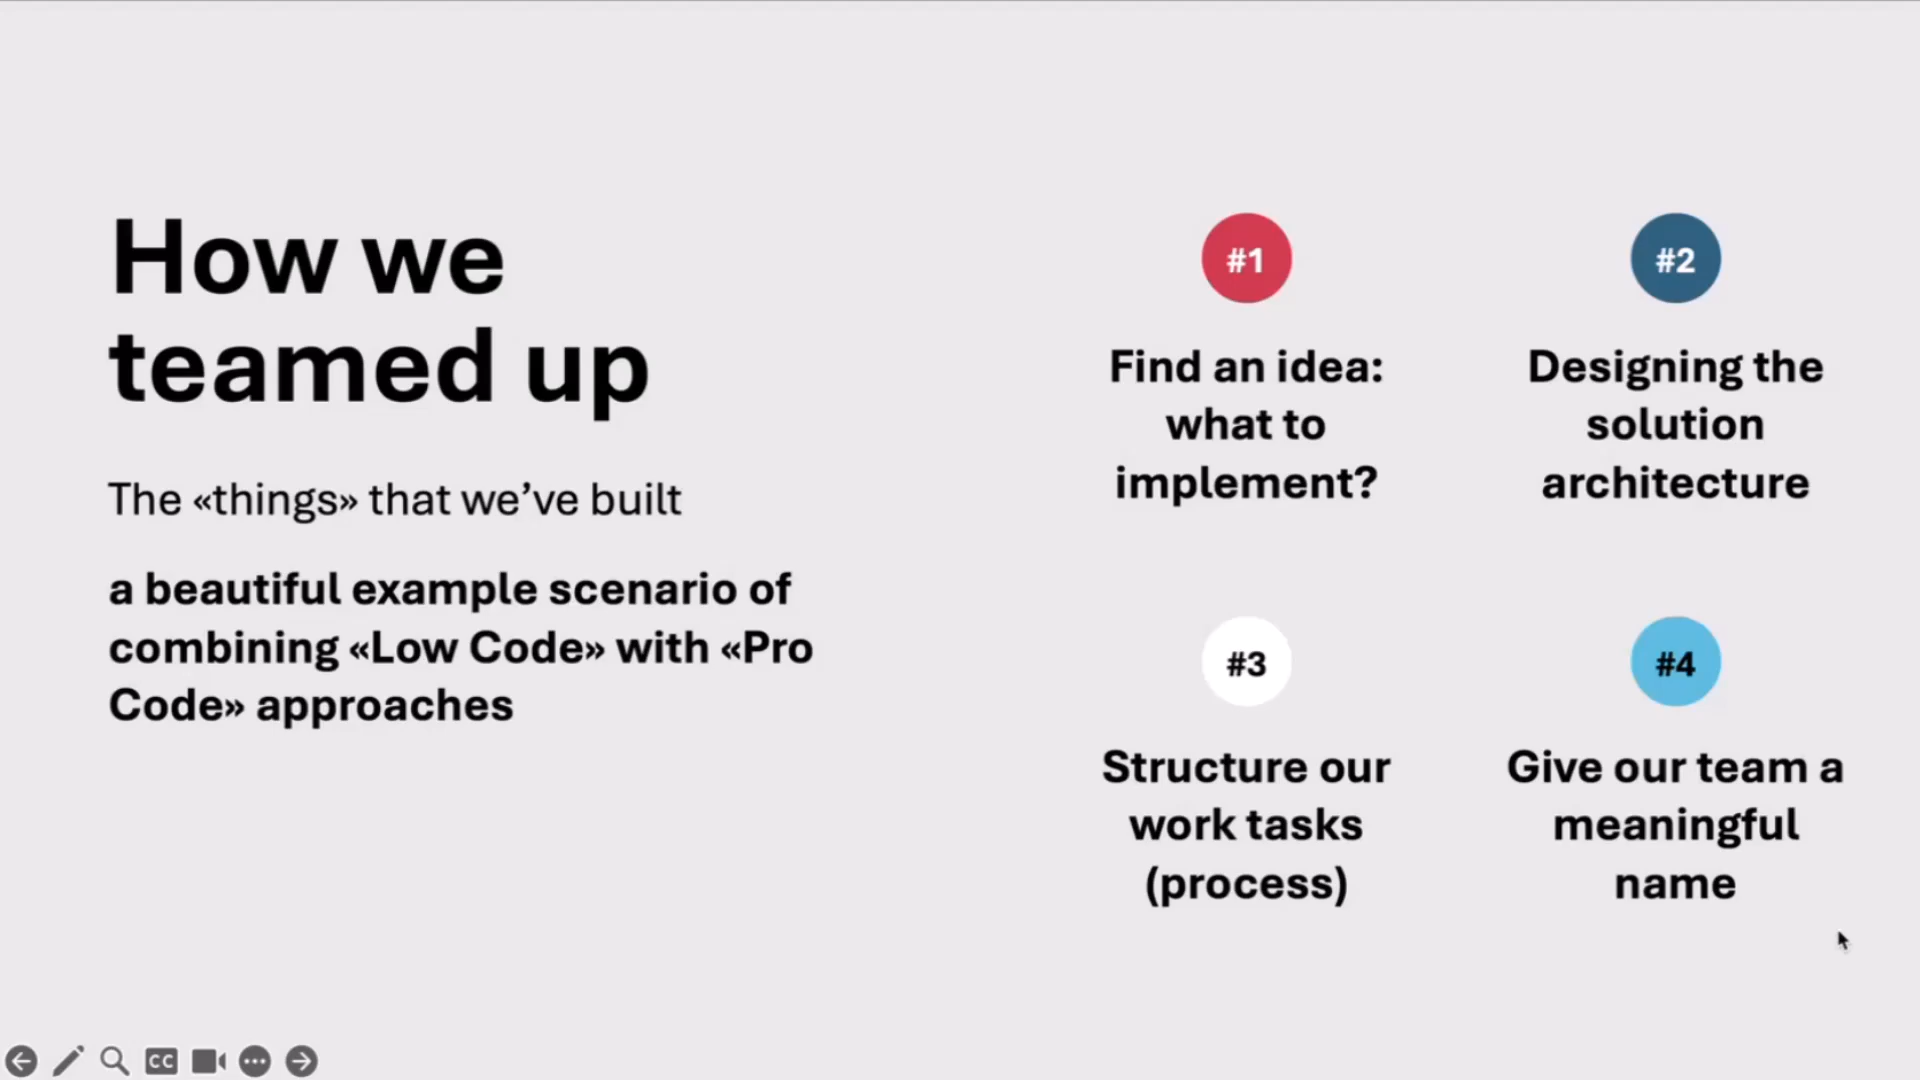 How we
teamed up
The «things» that we’ve built
a beautiful example scenario of
combining «Low Code» with «Pro
Code» approaches
#1
Find an idea:
what to
implement?
#2
Designing the
solution
architecture
#3
Structure our
work tasks
(process)
#4
Give our team a
meaningful
name
CC